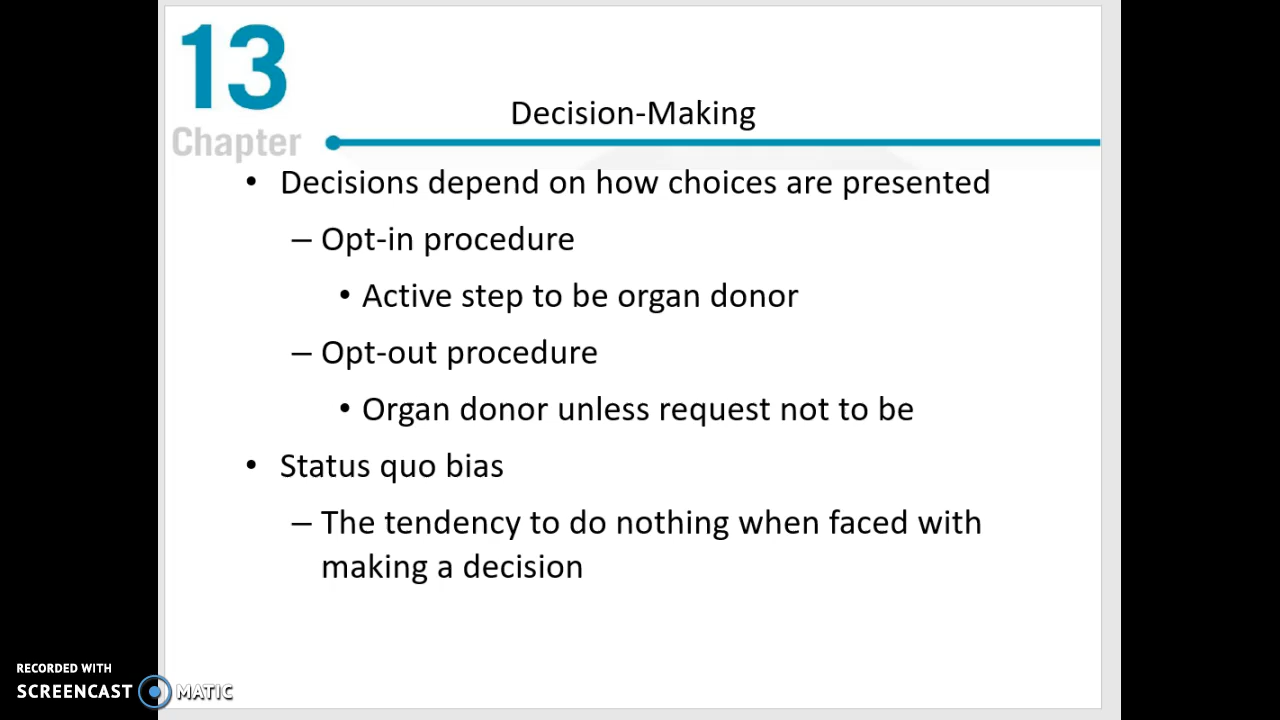 13
Chapter
Decision-Making
• Decisions depend on how choices are presented
– Opt-in procedure
• Active step to be organ donor
– Opt-out procedure
• Organ donor unless request not to be
• Status quo bias
– The tendency to do nothing when faced with
making a decision
RECORDED WITH
SCREENCAST MATIC